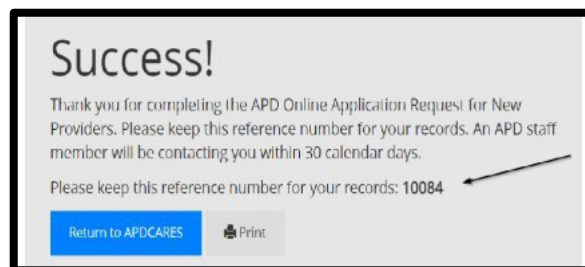 Success!
Thank you for completing the APD Online Application Request for New
Providers. Please keep this reference number for your records. An APD staff
member will be contacting you within 30 calendar days.
Please keep this reference number for your records: 10084
Return to APDCARES
Print